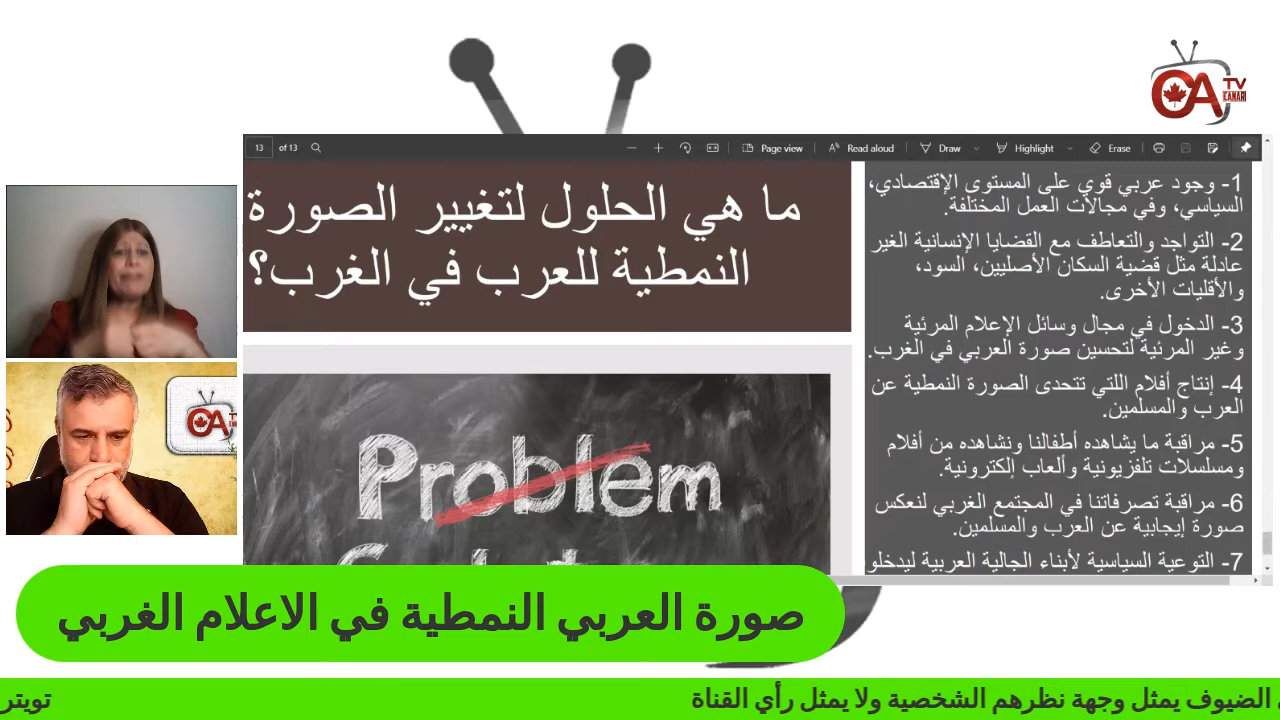 CA TV
CANARI
13 of 13 Page view Read aloud Draw Highlight Erase
ما هي الحلول لتغيير الصورة
النمطية للعرب في الغرب؟
Problem
1- وجود عربي قوي على المستوى الإقتصادي،
السياسي، وفي مجالات العمل المختلفة.
2- التواجد والتعاطف مع القضايا الإنسانية الغير
عادلة مثل قضية السكان الأصليين، السود،
والأقليات الأخرى.
3- الدخول في مجال وسائل الإعلام المرئية
وغير المرئية لتحسين صورة العربي في الغرب.
4- إنتاج أفلام اللتي تتحدى الصورة النمطية عن
العرب والمسلمين.
5- مراقبة ما يشاهده أطفالنا ونشاهده من أفلام
ومسلسلات تلفزيونية وألعاب إلكترونية.
6- مراقبة تصرفاتنا في المجتمع الغربي لنعكس
صورة إيجابية عن العرب والمسلمين.
7- التوعية السياسية لأبناء الجالية العربية ليدخلو
CA TV
صورة العربي النمطية في الاعلام الغربي
الضيوف يمثل وجهة نظرهم الشخصية ولا يمثل رأي القناة
تويتر